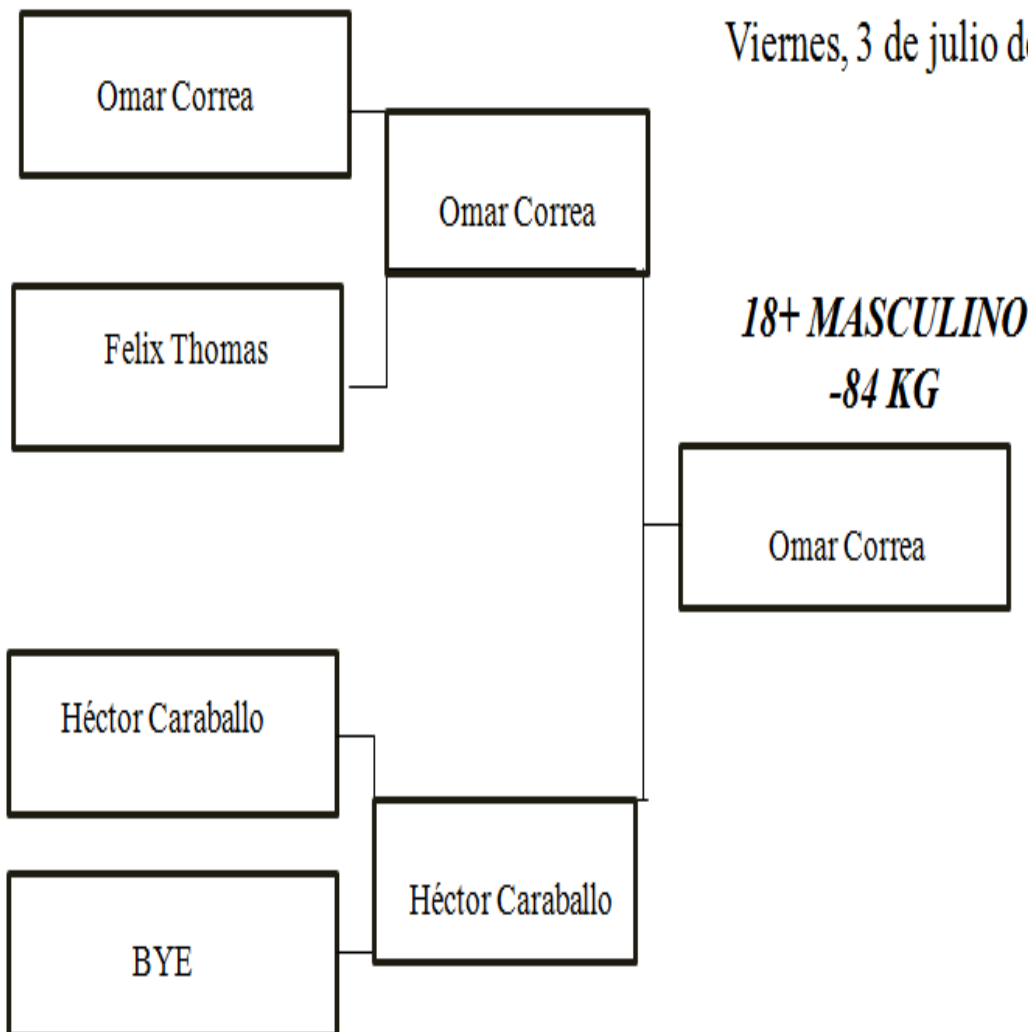 Viernes, 3 de julio de
Omar Correa
Omar Correa
Felix Thomas
18+ MASCULINO
-84 KG
Omar Correa
Héctor Caraballo
Héctor Caraballo
BYE